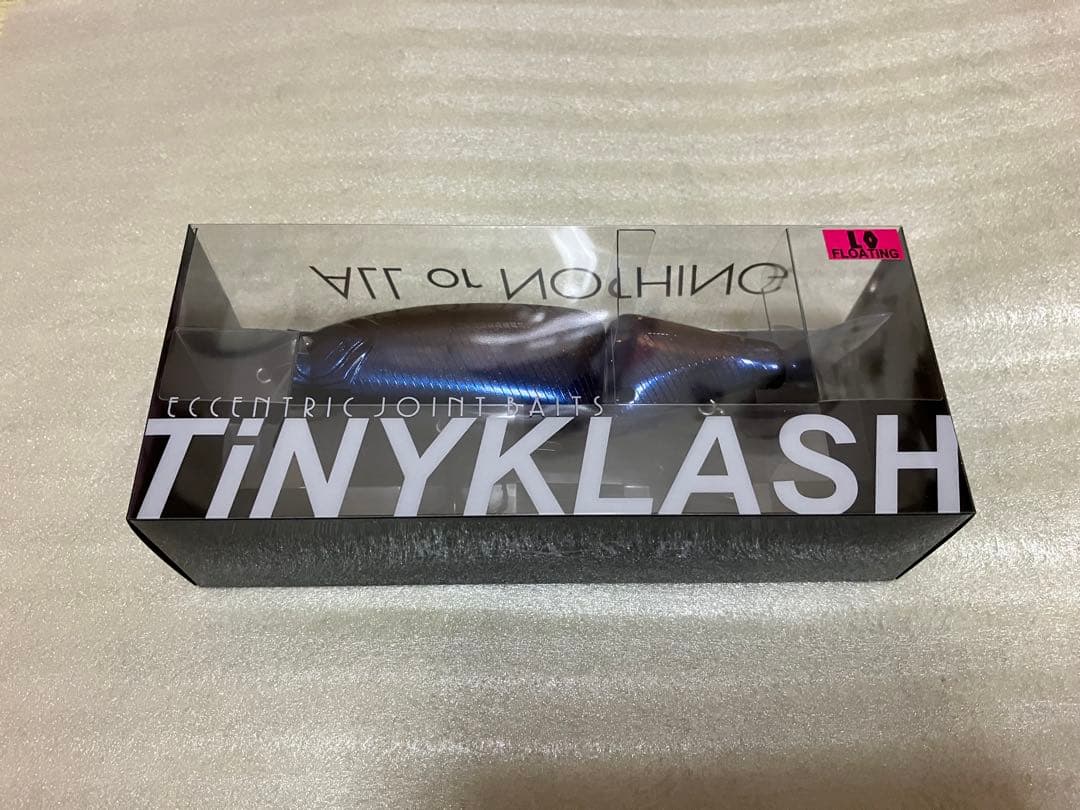 LO
FLOATING
ALL or NOTHING
ECCENTRIC JOINT BAITS
TiNYKLASH